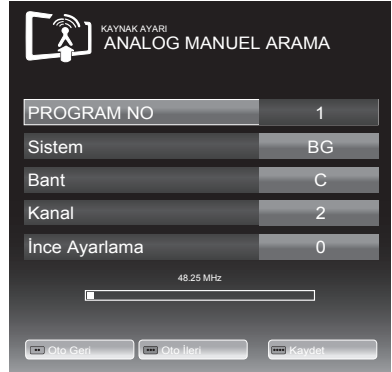 KAYNAK AYARI
ANALOG MANUEL ARAMA
PROGRAM NO 1
Sistem BG
Bant C
Kanal 2
İnce Ayarlama 0
48.25 MHz
Oto Geri Oto İleri Kaydet